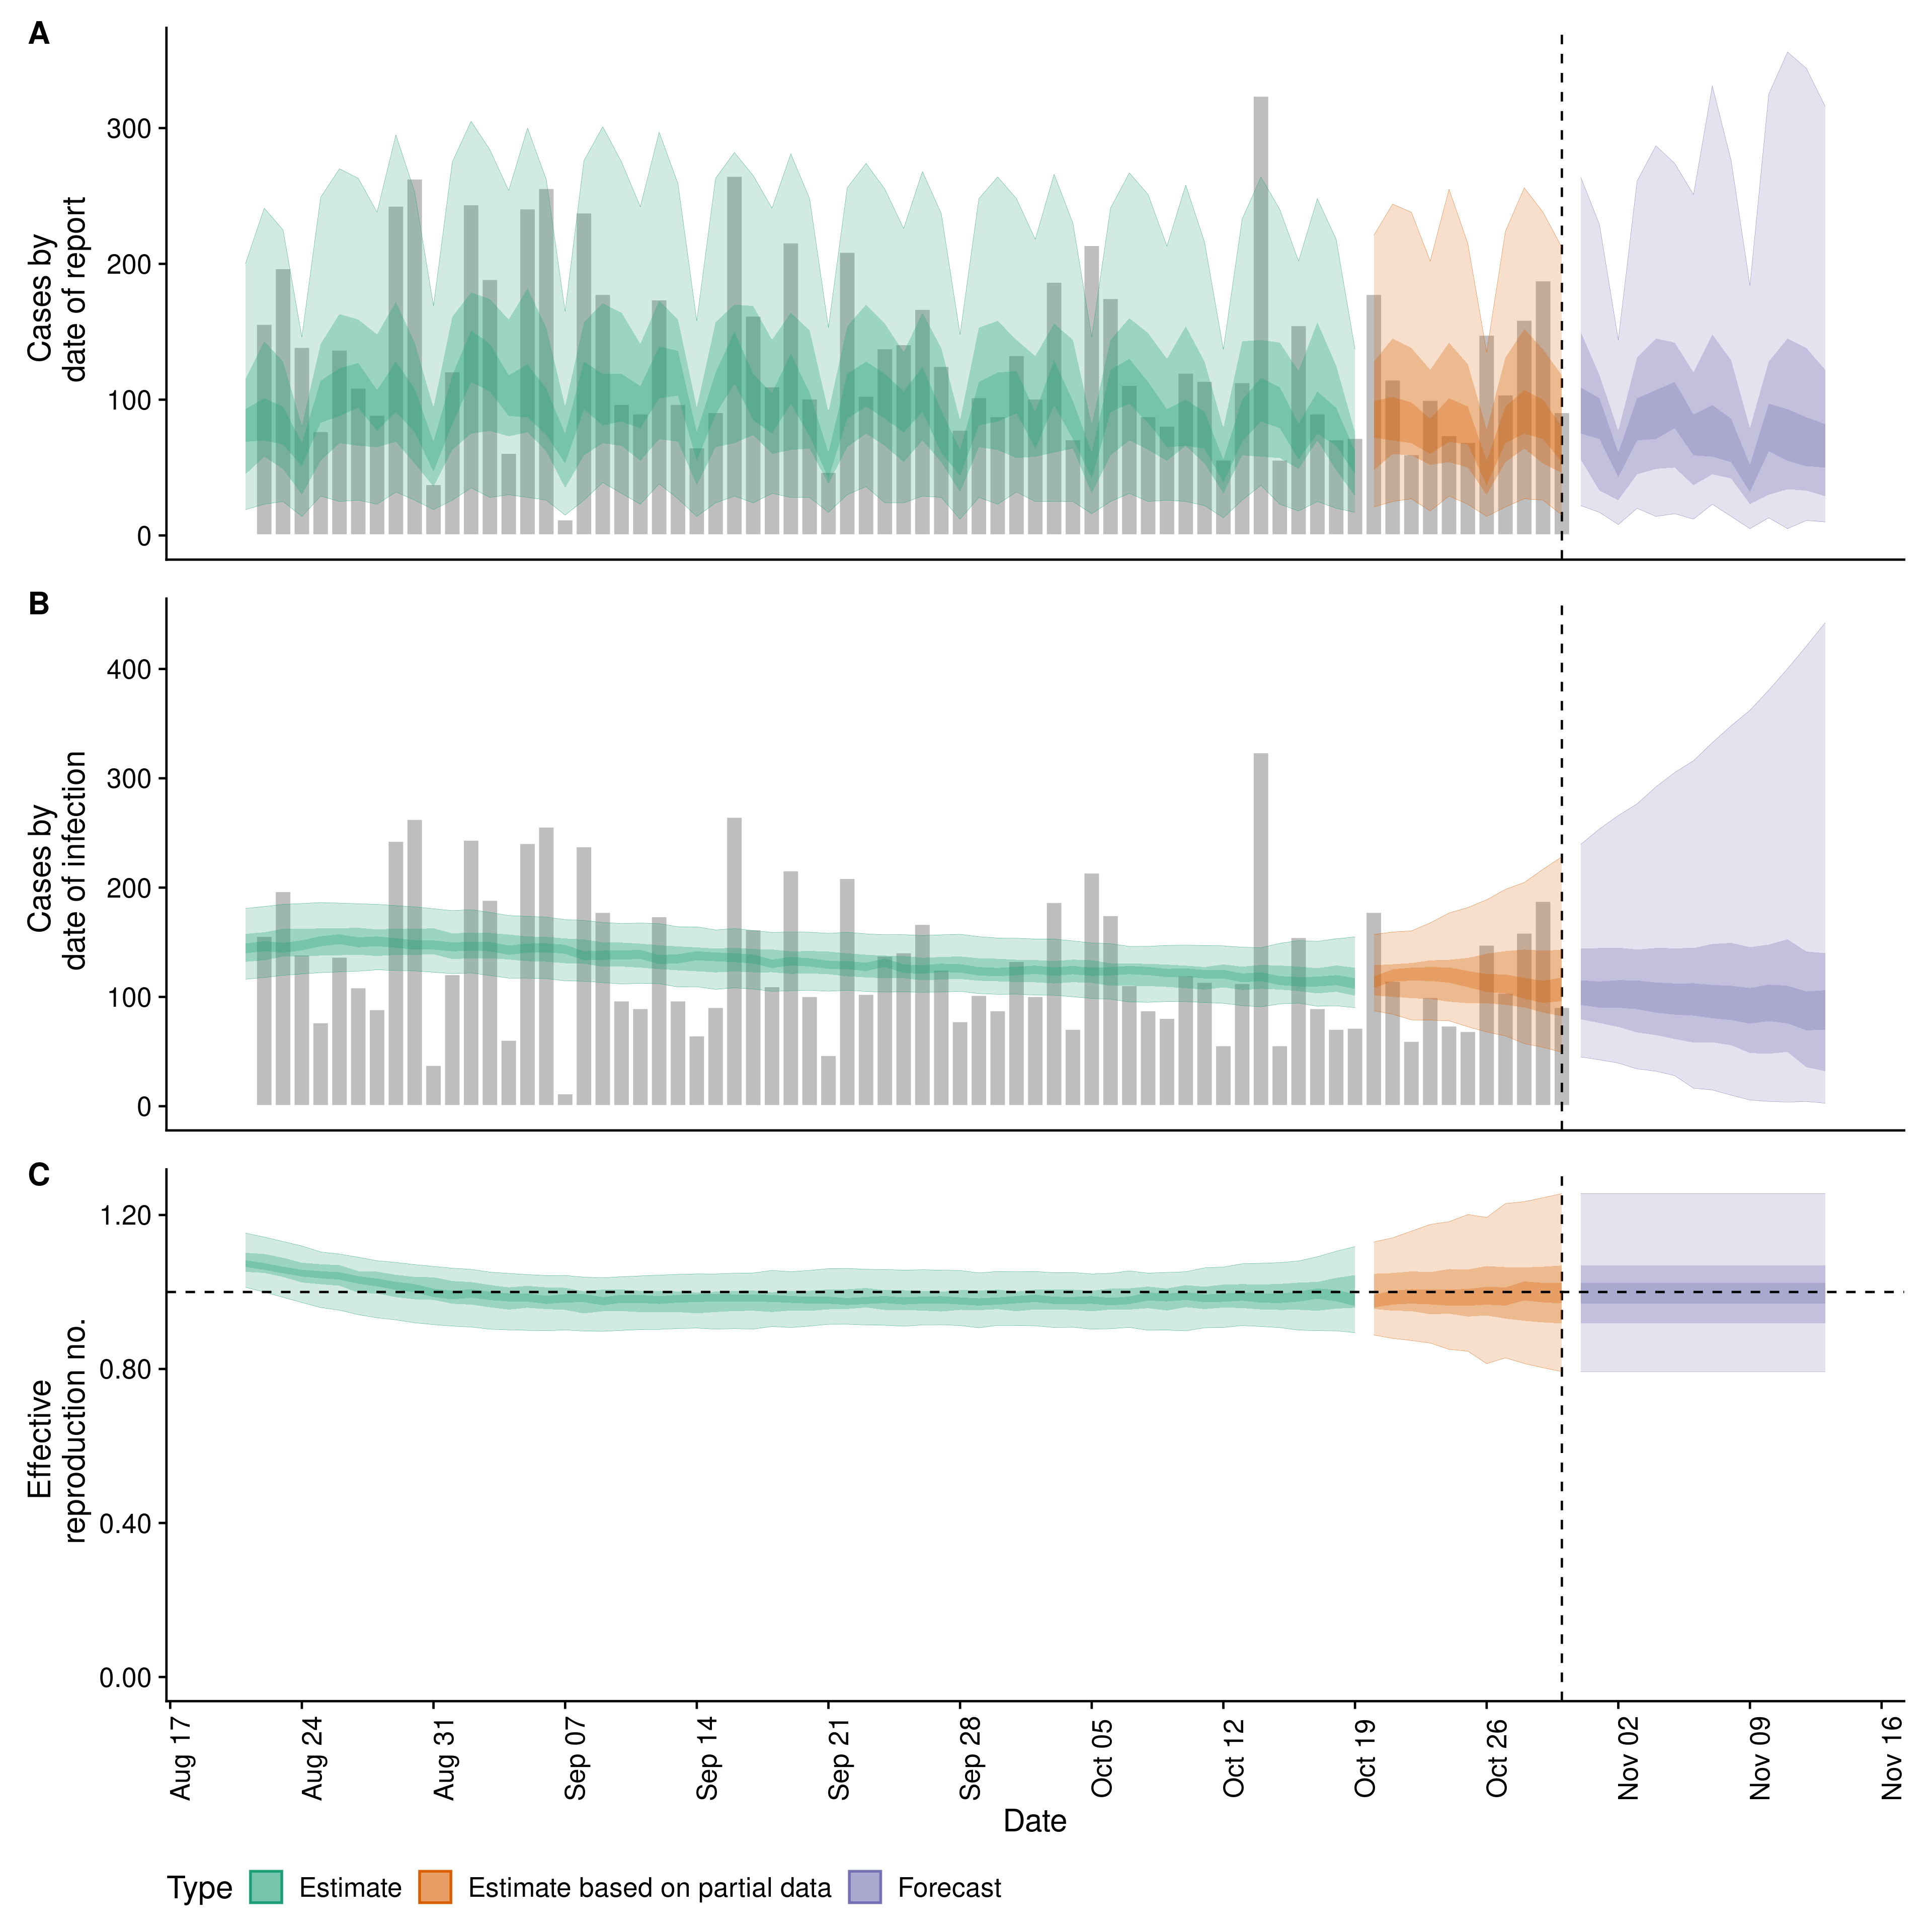 A
Cases by
date of report
300
200
100
0
B
Cases by
date of infection
400
300
200
100
0
C
Effective
reproduction no.
1.20
0.80
0.40
0.00
Aug 17
Aug 24
Aug 31
Sep 07
Sep 14
Sep 21
Sep 28
Oct 05
Oct 12
Oct 19
Oct 26
Nov 02
Nov 09
Nov 16
Date
Type Estimate Estimate based on partial data Forecast